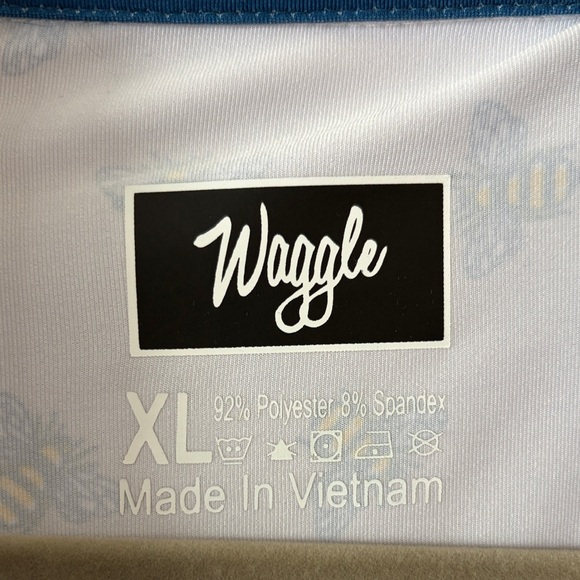 Waggle
XL 92% Polyester 8% Spandex
Made In Vietnam